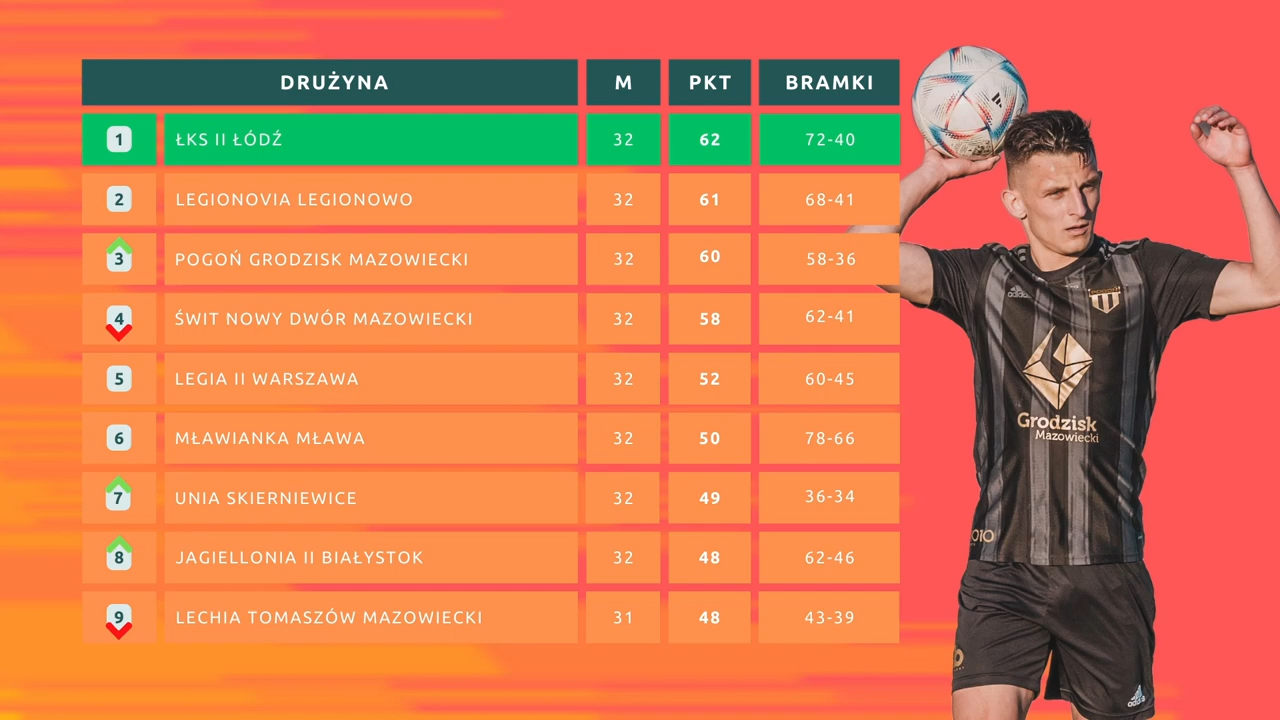 DRUŻYNA M PKT BRAMKI
1 ŁKS II ŁÓDŹ 32 62 72-40
2 LEGIONOVIA LEGIONOWO 32 61 68-41
3 POGOŃ GRODZISK MAZOWIECKI 32 60 58-36
4 ŚWIT NOWY DWÓR MAZOWIECKI 32 58 62-41
5 LEGIA II WARSZAWA 32 52 60-45
6 MŁAWIANKA MŁAWA 32 50 78-66
7 UNIA SKIERNIEWICE 32 49 36-34
8 JAGIELLONIA II BIAŁYSTOK 32 48 62-46
9 LECHIA TOMASZÓW MAZOWIECKI 31 48 43-39
adidas
Grodzisk
Mazowiecki
adidas